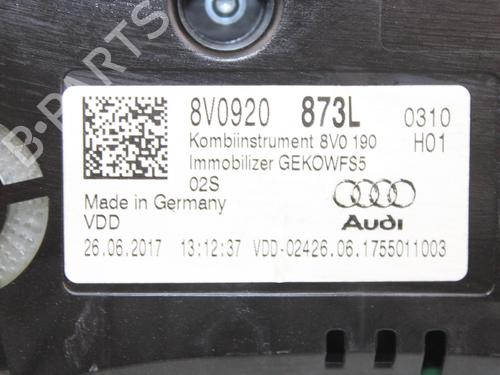 8V0920 873L 0310
Kombiinstrument 8V0 190 H01
Immobilizer GEKOWFS5
02S
Made in Germany
VDD
Audi
26.06.2017 13:12:37 VDD-02426.06.1755011003
B-PARTS